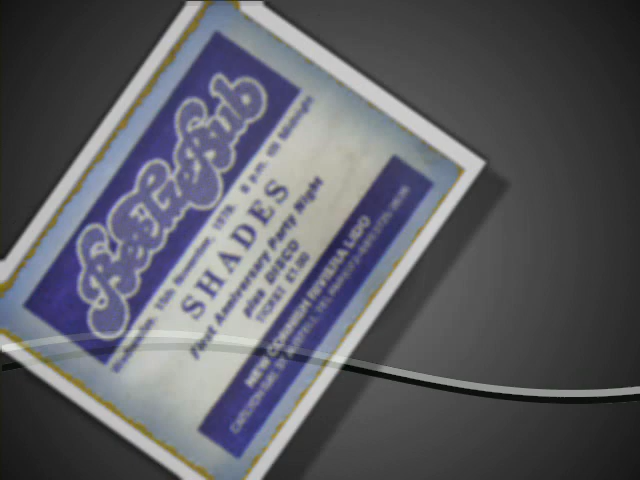 BeeGeeBub
Wednesday, 15th November, 1978. 8 p.m. till Midnight
SHADES
First Anniversary Party Night
plus DISCO
TICKET £1.00
NEW CORNISH RIVIERA LIDO